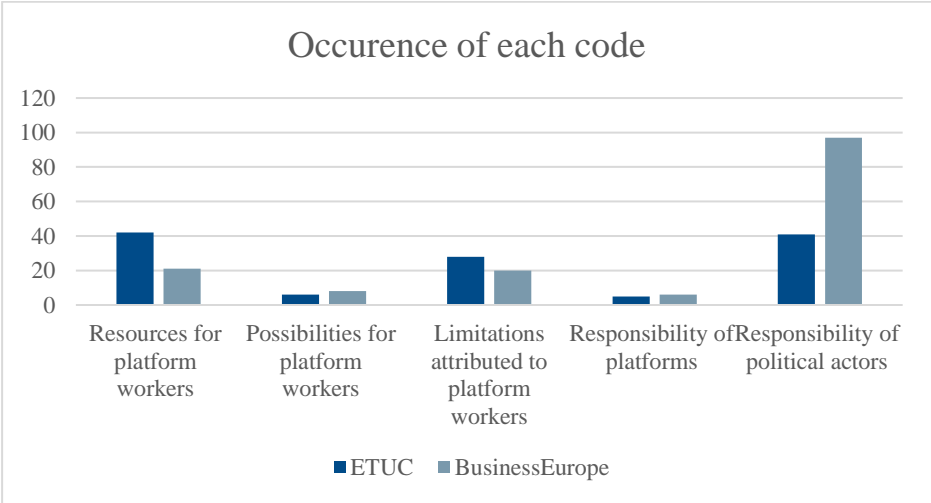 Occurence of each code
120
100
80
60
40
20
0
Resources for platform workers
Possibilities for platform workers
Limitations attributed to platform workers
Responsibility of platforms
Responsibility of political actors
ETUC BusinessEurope